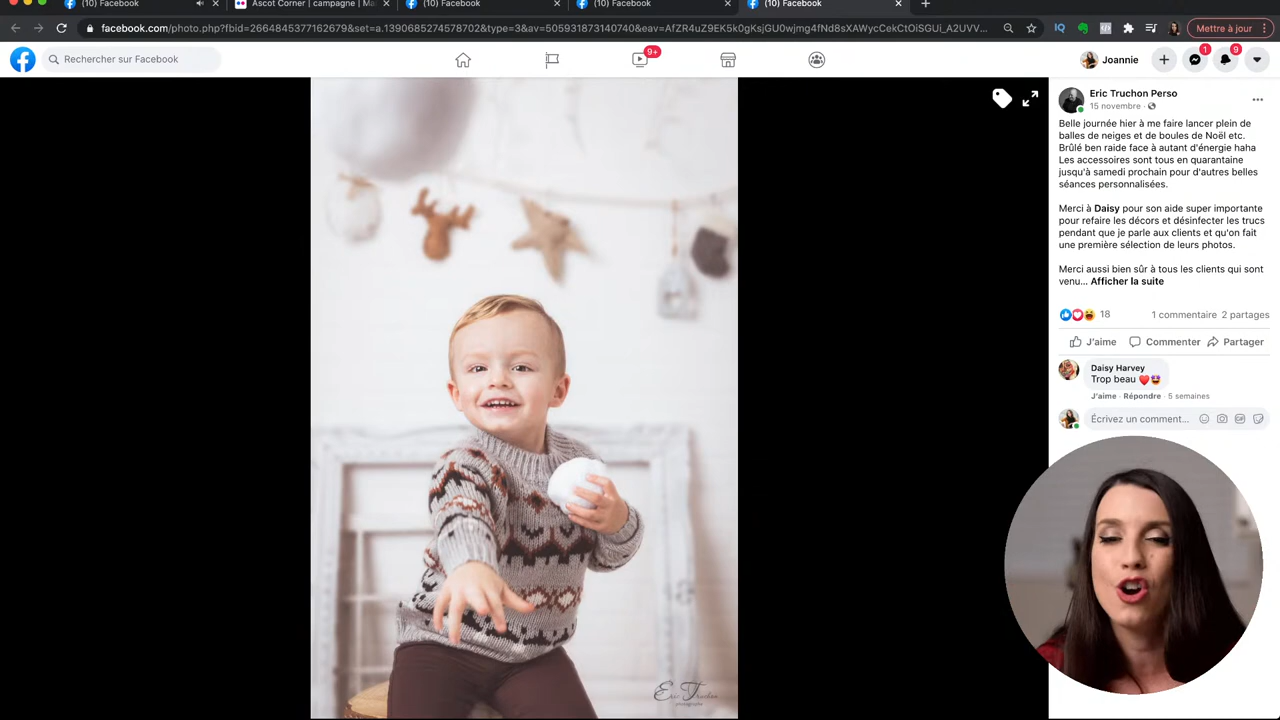 (10) Facebook
Ascot Corner | campagne | Ma
(10) Facebook
(10) Facebook
(10) Facebook
facebook.com/photo.php?fbid=2664845377162679&set=a.1390685274578702&type=3&av=505931873140740&eav=AfZR4uZ9EK5k0gKsjGU0wjmg4fNd8sXAWycCekCtOiSGUi_A2UVV...
Mettre à jour
Rechercher sur Facebook
9+
Joannie
1
9
Eric Truchon Perso
15 novembre ·
Belle journée hier à me faire lancer plein de
balles de neiges et de boules de Noël etc.
Brûlé ben raide face à autant d'énergie haha
Les accessoires sont tous en quarantaine
jusqu'à samedi prochain pour d'autres belles
séances personnalisées.
Merci à Daisy pour son aide super importante
pour refaire les décors et désinfecter les trucs
pendant que je parle aux clients et qu'on fait
une première sélection de leurs photos.
Merci aussi bien sûr à tous les clients qui sont
venu... Afficher la suite
18
1 commentaire 2 partages
J'aime
Commenter
Partager
Daisy Harvey
Trop beau
J'aime · Répondre · 5 semaines
Écrivez un comment...
GIF
Eric Truchon
photographe